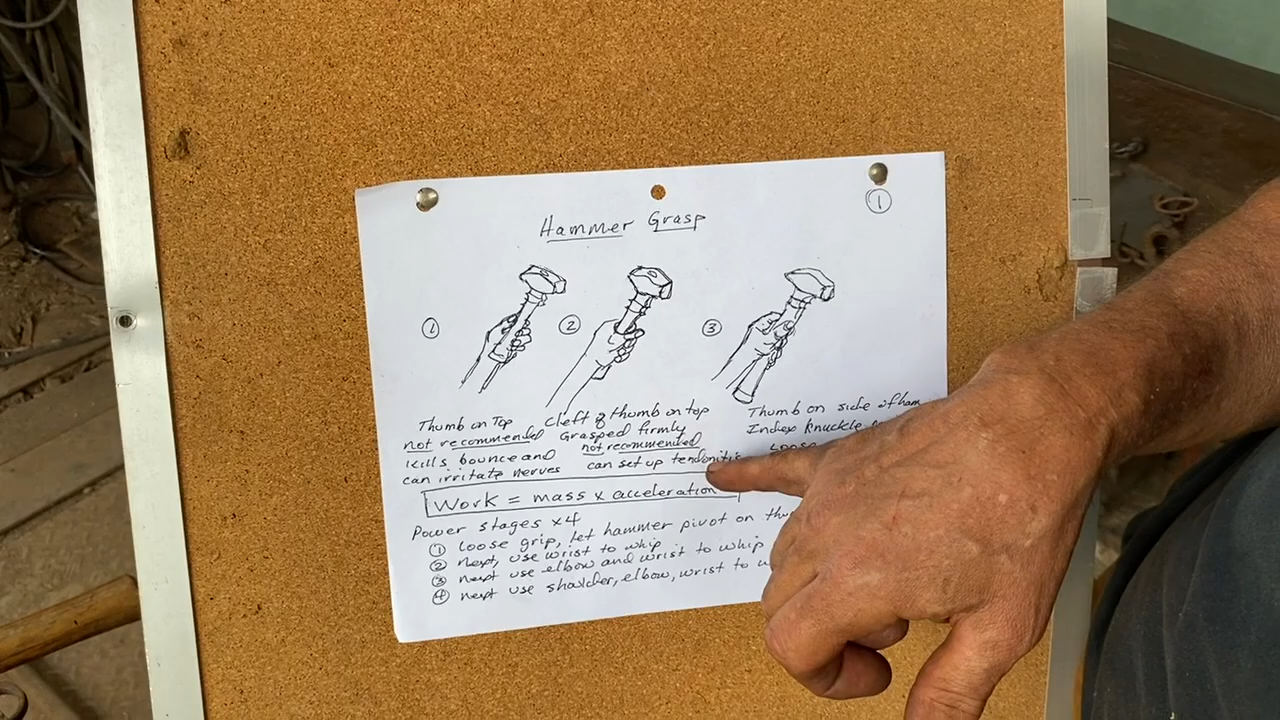 1
Hammer Grasp
1 2 3
Thumb on Top
not recommended
kills bounce and
can irritate nerves
cleft of thumb on top
Grasped firmly
not recommended
can set up tendonitis
Thumb on side of ham
Index knuckle
Loose
Work = mass x acceleration
Power stages x4
1 Loose grip, let hammer pivot on
2 next, use wrist to whip
3 next use elbow and wrist to whip
4 next use shoulder, elbow, wrist to